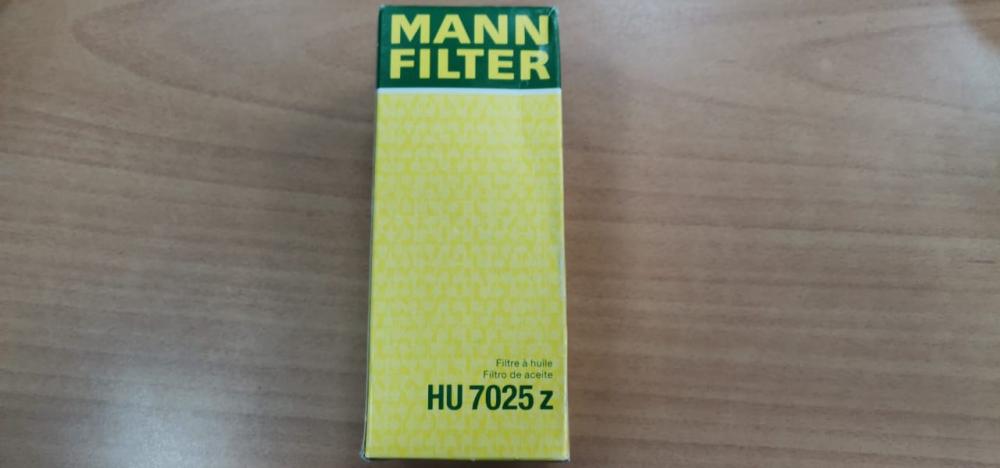 MANN
FILTER
Filtre à huile
Filtro de aceite
HU 7025 z